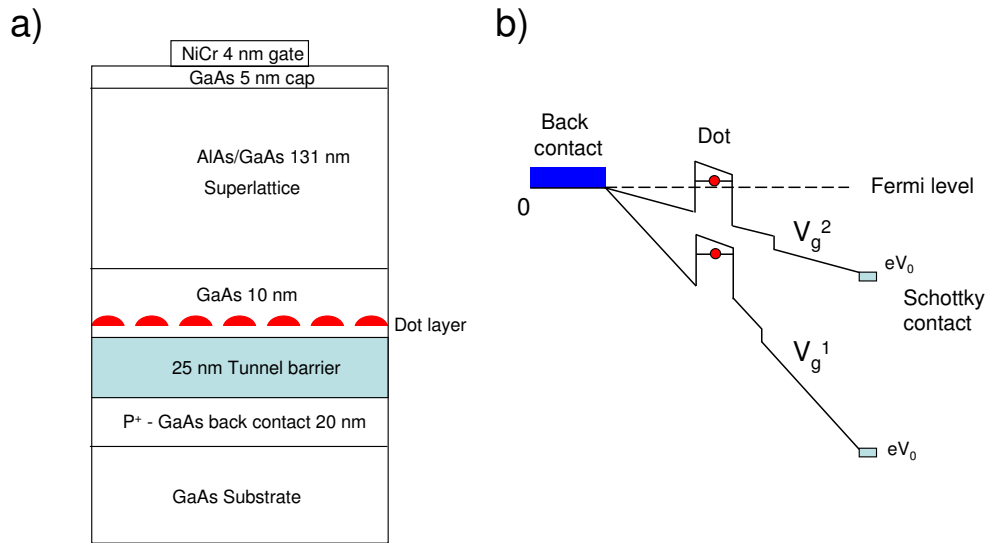 a)
NiCr 4 nm gate
GaAs 5 nm cap
AlAs/GaAs 131 nm
Superlattice
GaAs 10 nm
Dot layer
25 nm Tunnel barrier
P⁺ - GaAs back contact 20 nm
GaAs Substrate
b)
Back
contact
Dot
Fermi level
0
V_g²
eV₀
Schottky
contact
V_g¹
eV₀